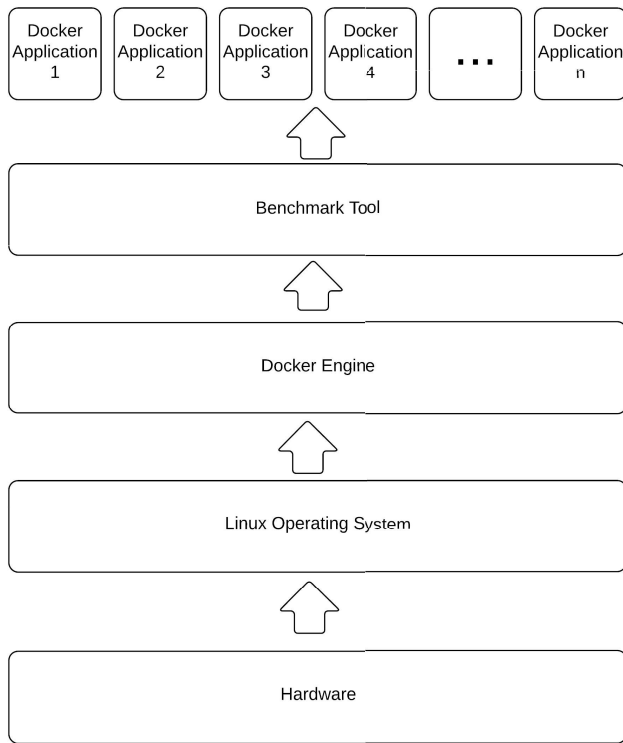 Docker
Application
1
Docker
Application
2
Docker
Application
3
Docker
Application
4
...
Docker
Application
n
Benchmark Tool
Docker Engine
Linux Operating System
Hardware